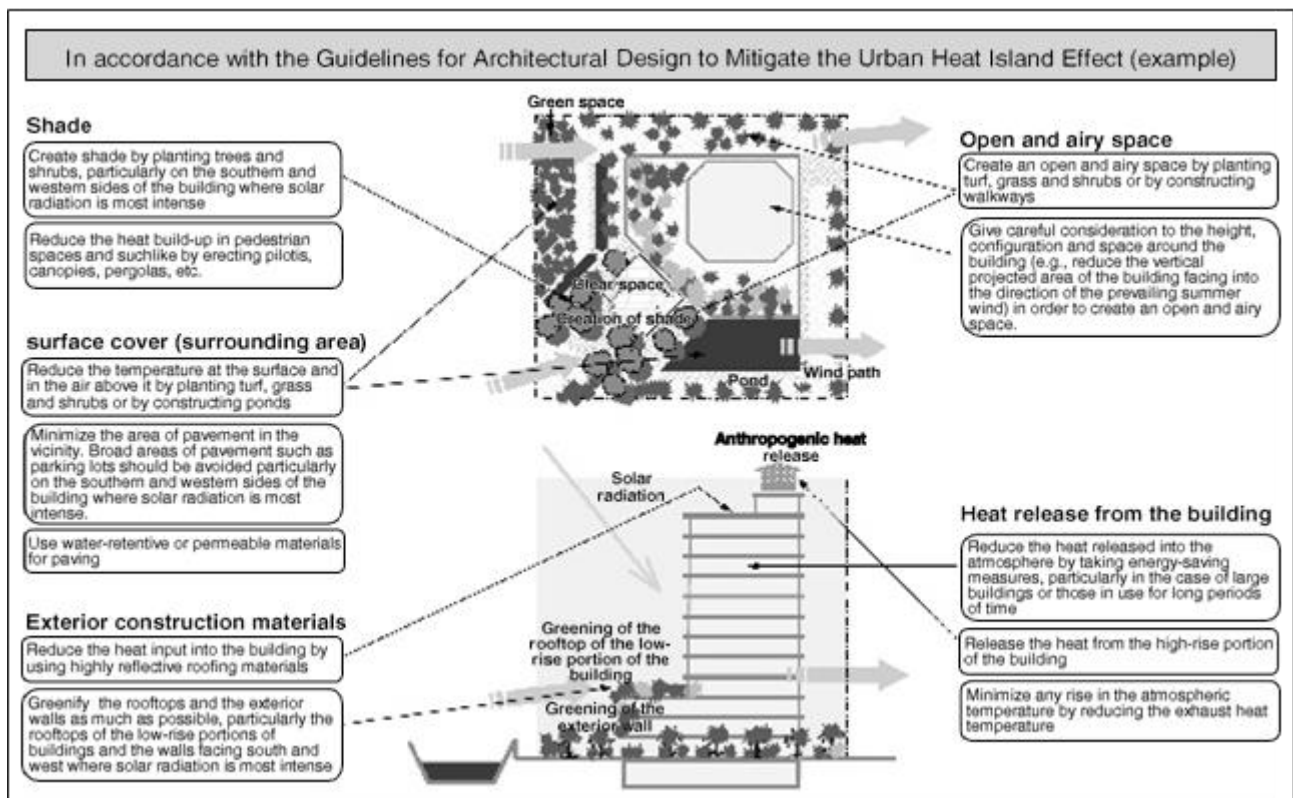 In accordance with the Guidelines for Architectural Design to Mitigate the Urban Heat Island Effect (example)
Shade
Create shade by planting trees and
shrubs, particularly on the southern and
western sides of the building where solar
radiation is most intense
Reduce the heat build-up in pedestrian
spaces and suchlike by erecting pilotis,
canopies, pergolas, etc.
surface cover (surrounding area)
Reduce the temperature at the surface and
in the air above it by planting turf, grass
and shrubs or by constructing ponds
Minimize the area of pavement in the
vicinity. Broad areas of pavement such as
parking lots should be avoided particularly
on the southern and western sides of the
building where solar radiation is most
intense.
Use water-retentive or permeable materials
for paving
Exterior construction materials
Reduce the heat input into the building by
using highly reflective roofing materials
Greenify the rooftops and the exterior
walls as much as possible, particularly the
rooftops of the low-rise portions of
buildings and the walls facing south and
west where solar radiation is most intense
Green space
Clear space
Creation of shade
Pond
Wind path
Anthropogenic heat
release
Solar
radiation
Greening of the
rooftop of the low-
rise portion of the
building
Greening of the
exterior wall
Open and airy space
Create an open and airy space by planting
turf, grass and shrubs or by constructing
walkways
Give careful consideration to the height,
configuration and space around the
building (e.g., reduce the vertical
projected area of the building facing into
the direction of the prevailing summer
wind) in order to create an open and airy
space.
Heat release from the building
Reduce the heat released into the
atmosphere by taking energy-saving
measures, particularly in the case of large
buildings or those in use for long periods
of time
Release the heat from the high-rise portion
of the building
Minimize any rise in the atmospheric
temperature by reducing the exhaust heat
temperature